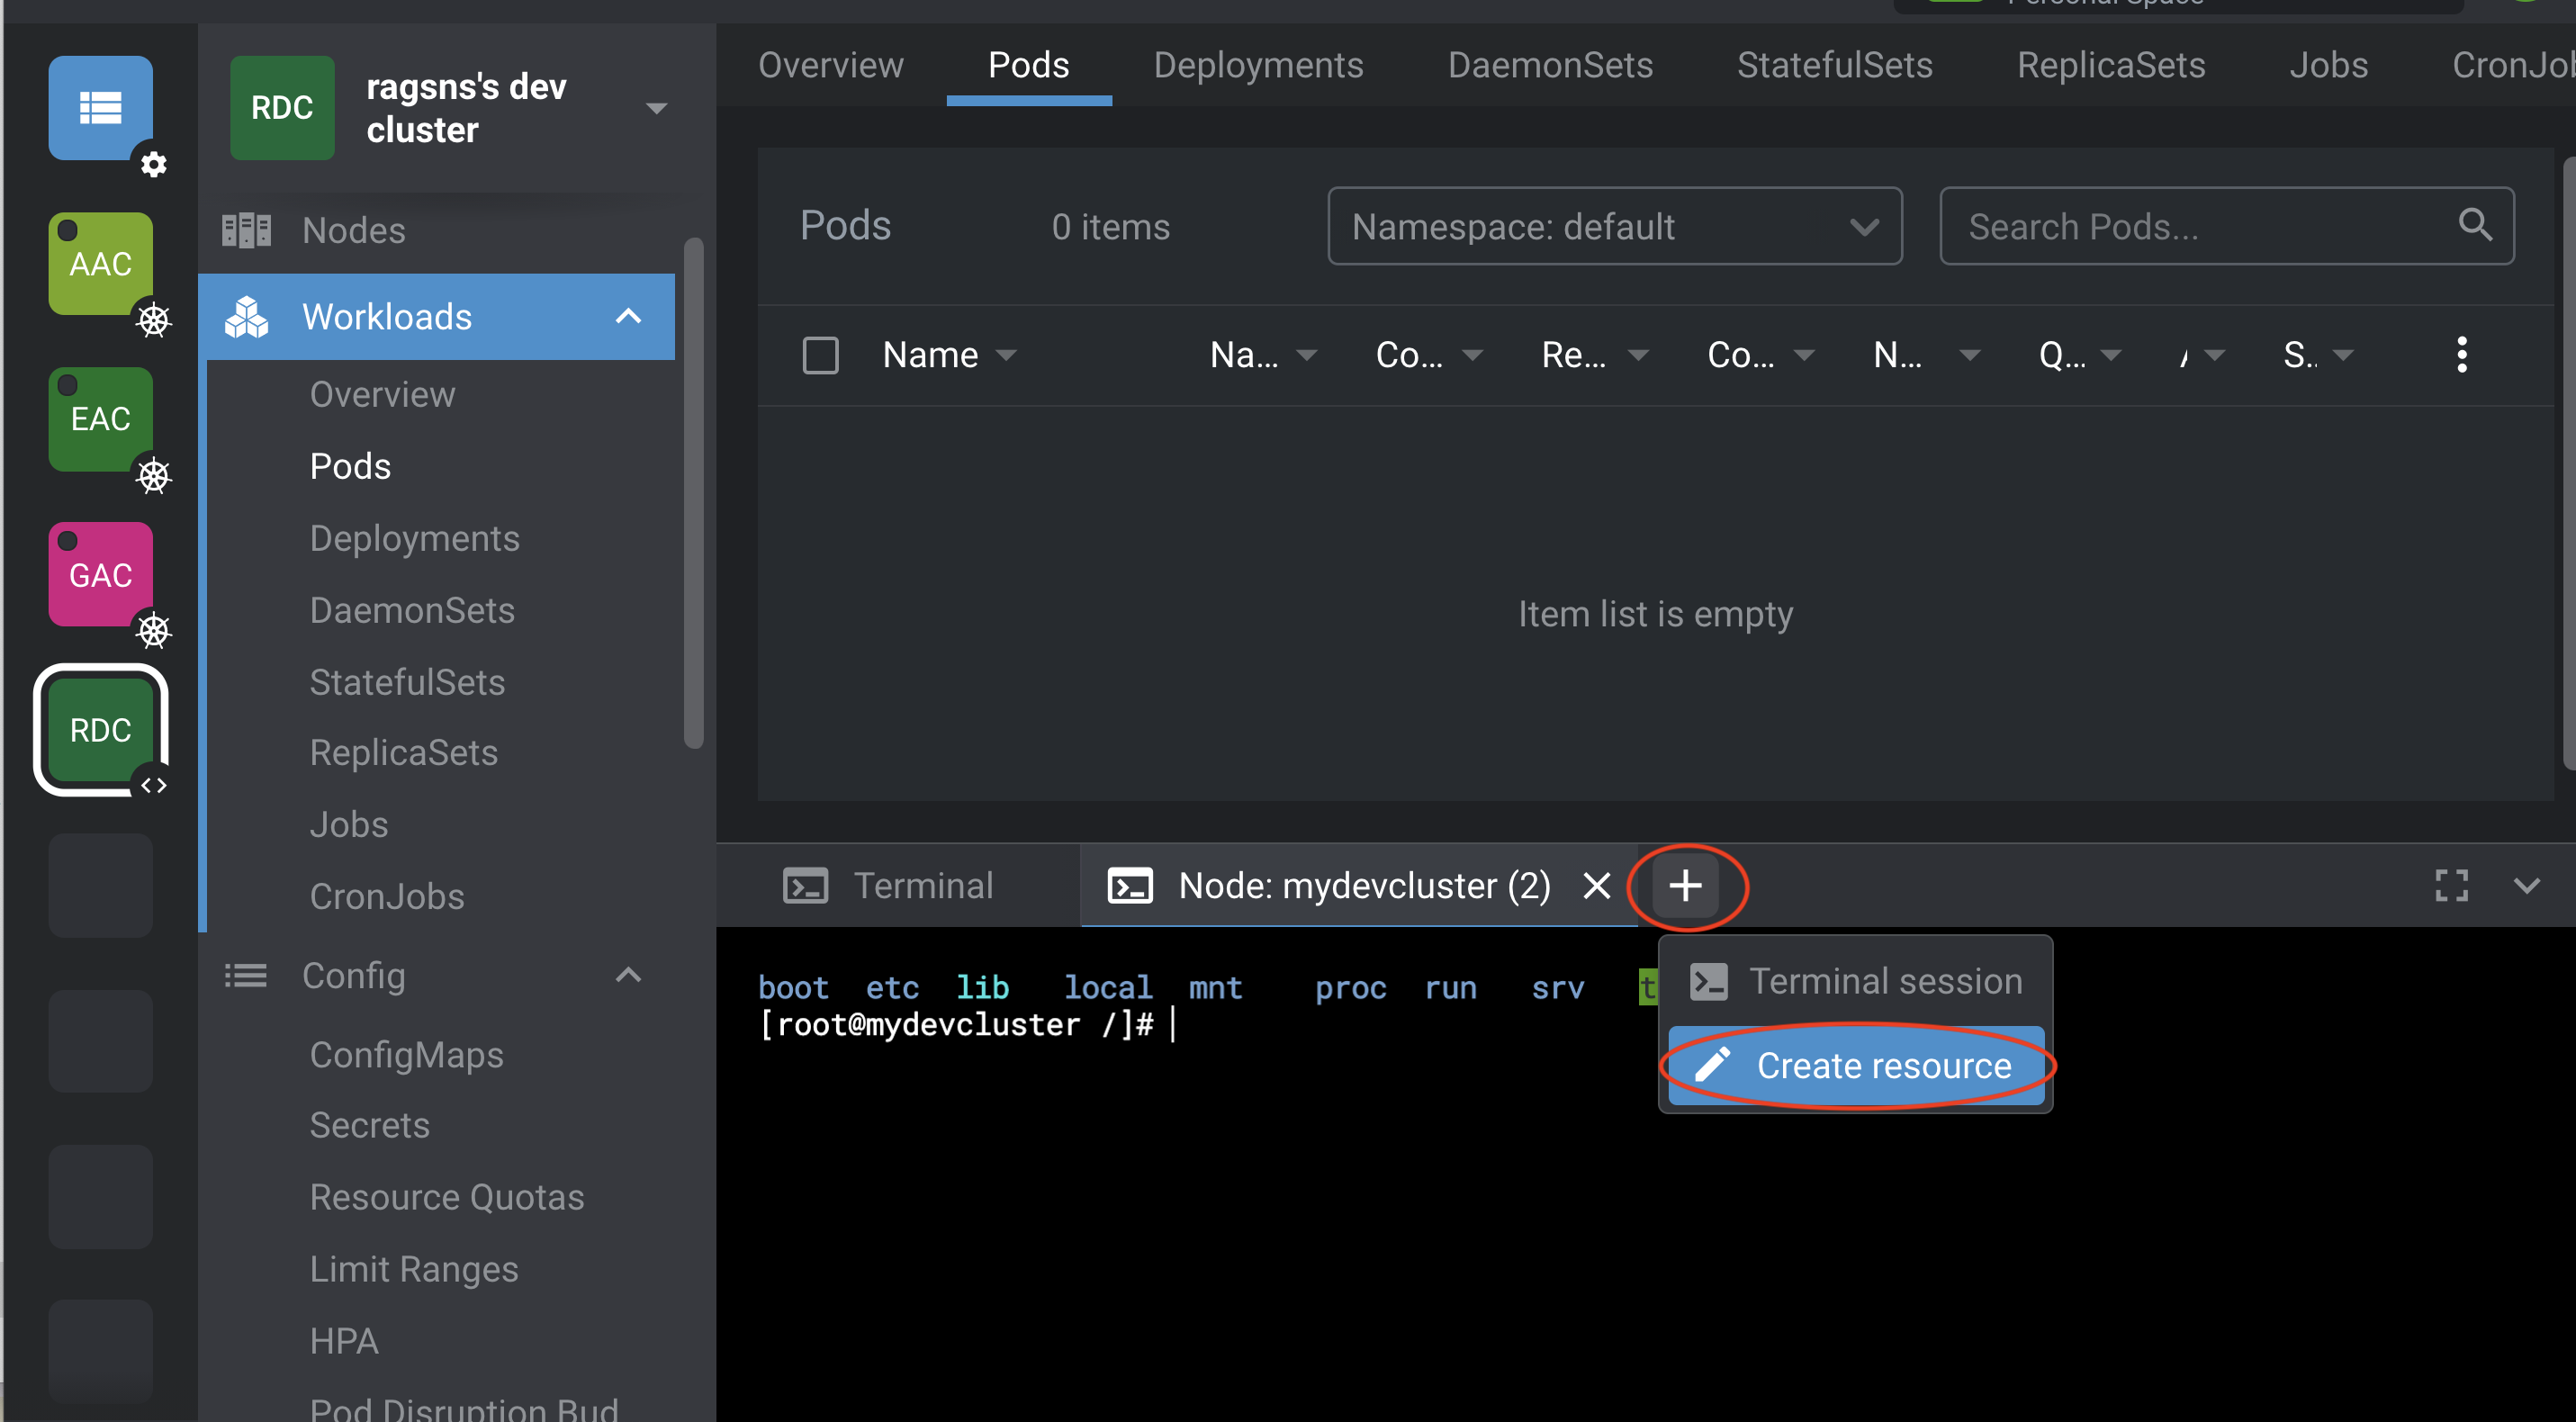 Personal Space
AAC
EAC
GAC
RDC
RDC
ragsns's dev
cluster
Nodes
Workloads
Overview
Pods
Deployments
DaemonSets
StatefulSets
ReplicaSets
Jobs
CronJobs
Config
ConfigMaps
Secrets
Resource Quotas
Limit Ranges
HPA
Pod Disruption Bud
Overview Pods Deployments DaemonSets StatefulSets ReplicaSets Jobs CronJob
Pods 0 items Namespace: default Search Pods...
Name Na... Co... Re... Co... N... Q... S..
Item list is empty
Terminal Node: mydevcluster (2)
boot etc lib local mnt proc run srv t
[root@mydevcluster /]#
Terminal session
Create resource